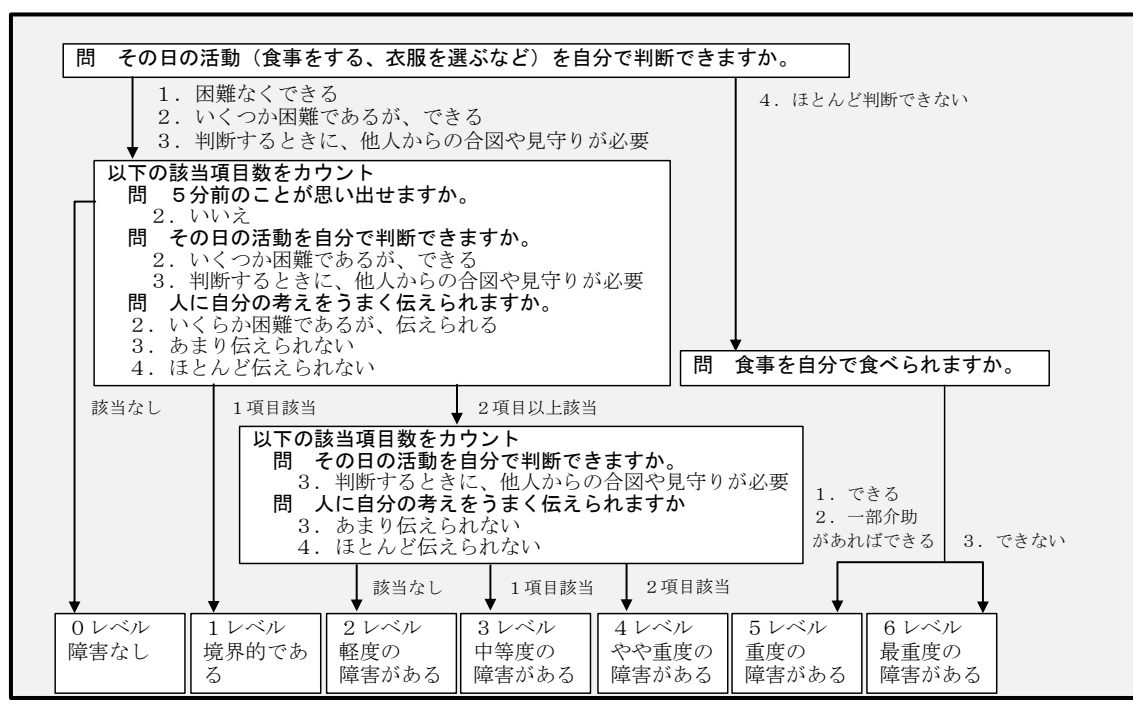 問　その日の活動（食事をする、衣服を選ぶなど）を自分で判断できますか。
１．困難なくできる
２．いくつか困難であるが、できる
３．判断するときに、他人からの合図や見守りが必要
４．ほとんど判断できない
以下の該当項目数をカウント
問　５分前のことが思い出せますか。
２．いいえ
問　その日の活動を自分で判断できますか。
２．いくつか困難であるが、できる
３．判断するときに、他人からの合図や見守りが必要
問　人に自分の考えをうまく伝えられますか。
２．いくらか困難であるが、伝えられる
３．あまり伝えられない
４．ほとんど伝えられない
問　食事を自分で食べられますか。
該当なし
１項目該当
２項目以上該当
以下の該当項目数をカウント
問　その日の活動を自分で判断できますか。
３．判断するときに、他人からの合図や見守りが必要
問　人に自分の考えをうまく伝えられますか
３．あまり伝えられない
４．ほとんど伝えられない
１．できる
２．一部介助
があればできる
３．できない
該当なし
１項目該当
２項目該当
０レベル
障害なし
１レベル
境界的であ
る
２レベル
軽度の
障害がある
３レベル
中等度の
障害がある
４レベル
やや重度の
障害がある
５レベル
重度の
障害がある
６レベル
最重度の
障害がある